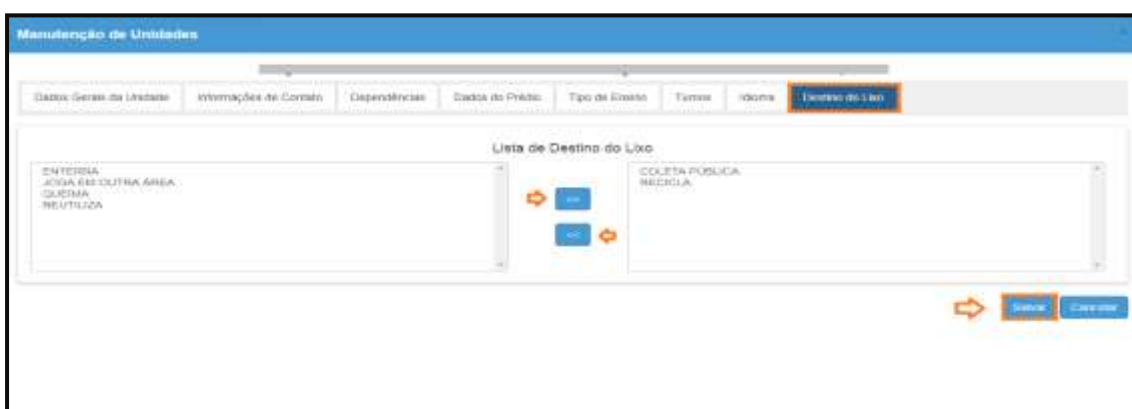 Manutenção de Unidades
Dados Gerais da Unidade Informações de Contato Dependências Dados do Prédio Tipo de Ensino Turnos Idioma Destino do Lixo
Lista de Destino do Lixo
ENTERRA
JOGA EM OUTRA ÁREA
QUEIMA
REUTILIZA
COLETA PÚBLICA
RECICLA
<<
Salvar Cancelar